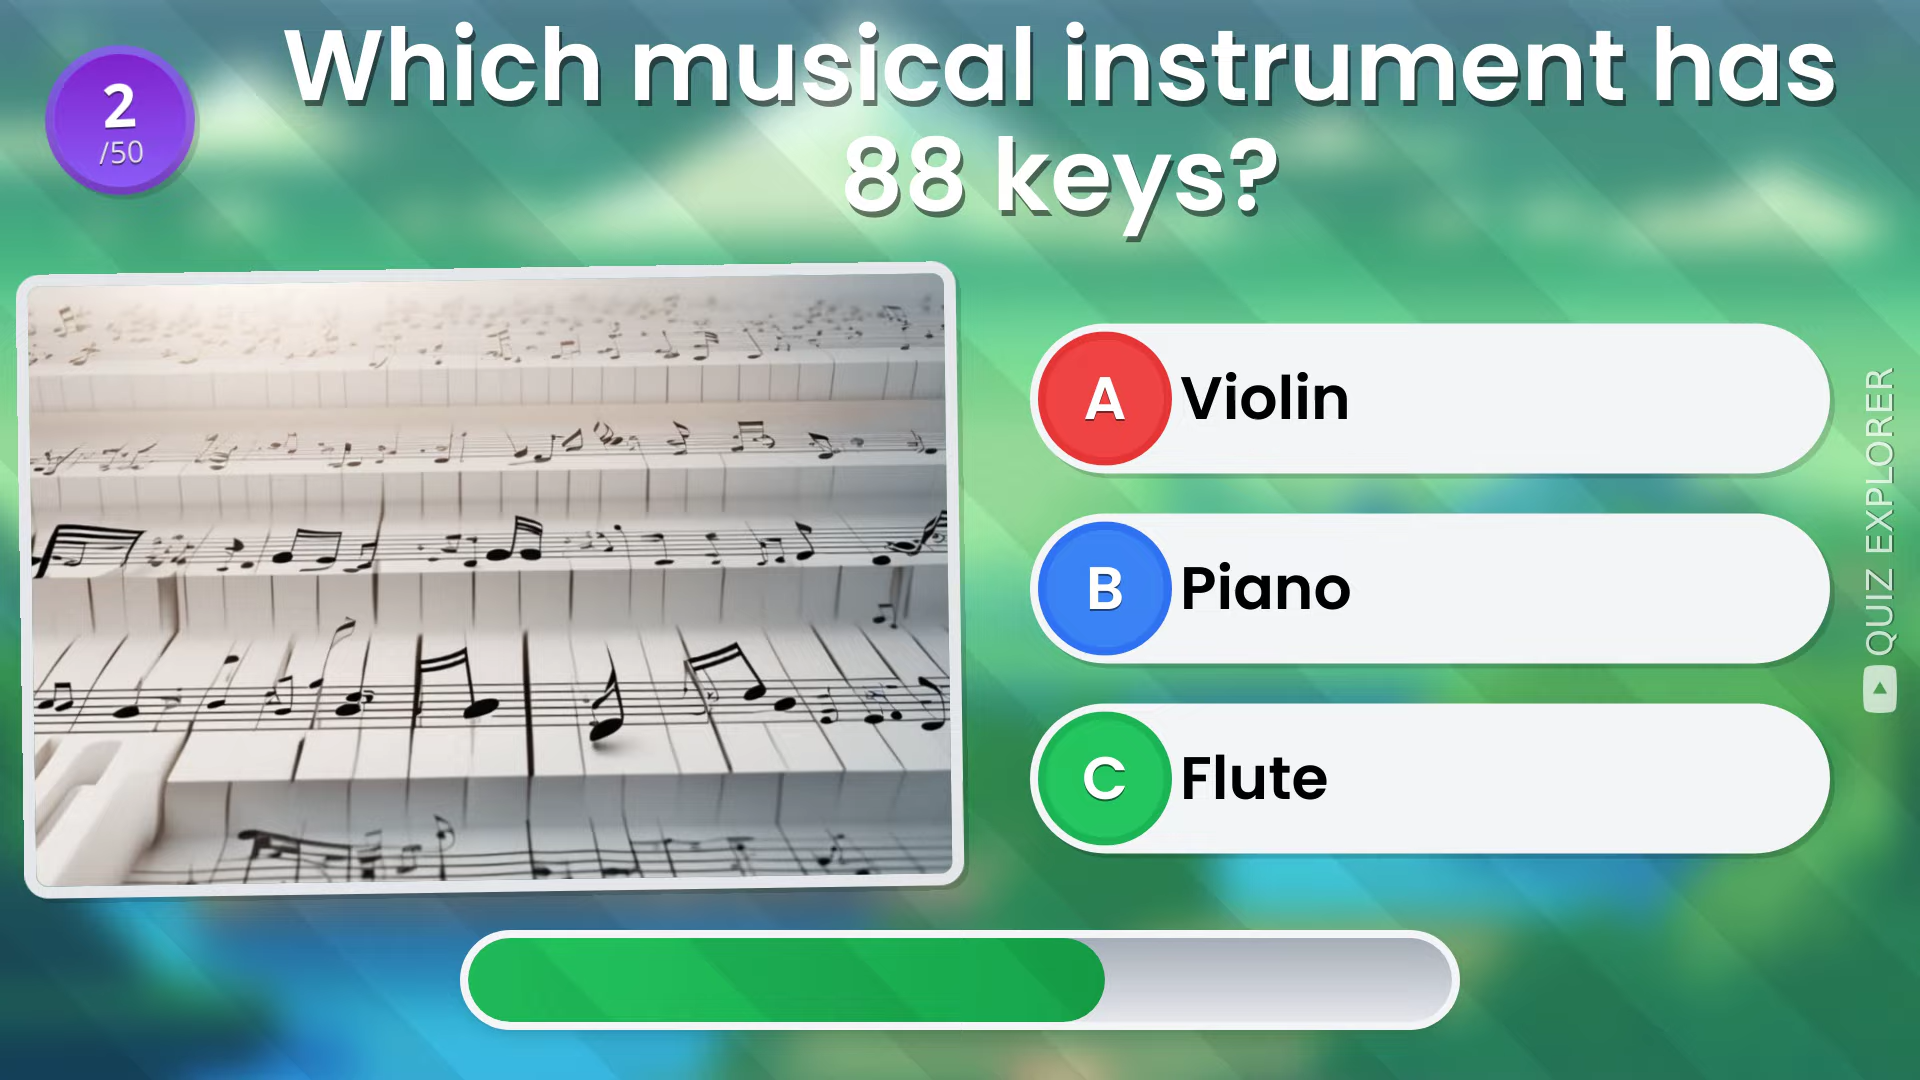 2
/50
Which musical instrument has
88 keys?
A Violin
B Piano
C Flute
QUIZ EXPLORER